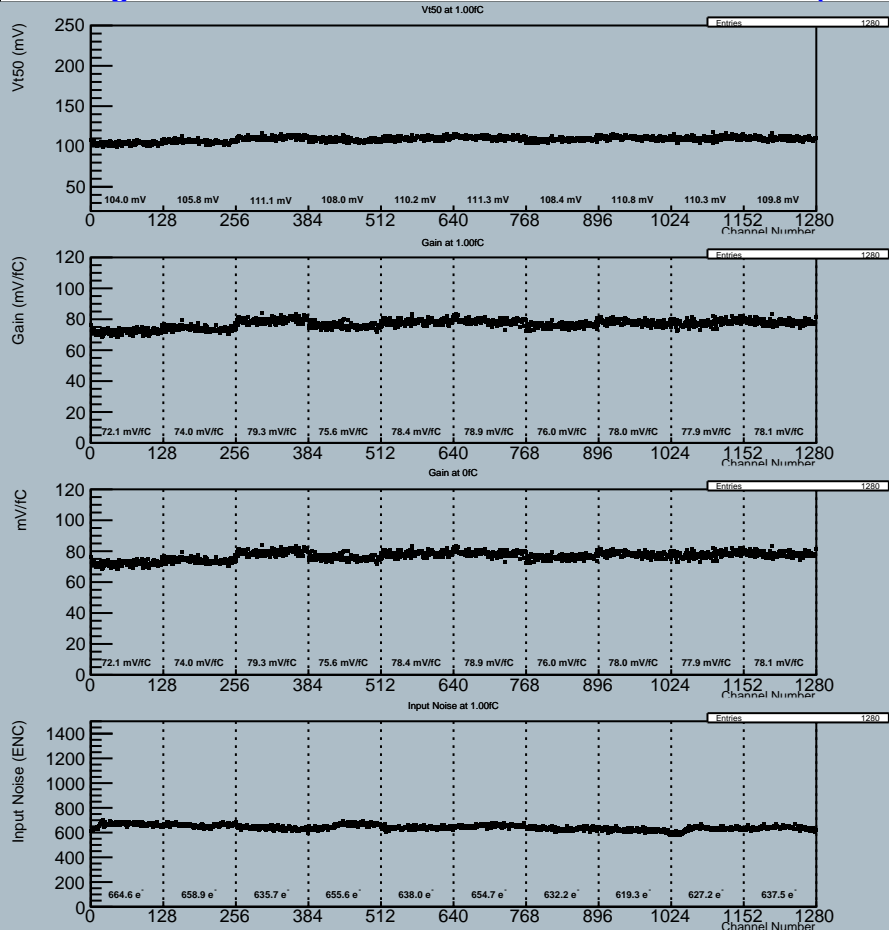 Vt50 at 1.00fC
Entries 1280
Vt50 (mV)
250
200
150
100
50
104.0 mV 105.8 mV 111.1 mV 108.0 mV 110.2 mV 111.3 mV 108.4 mV 110.8 mV 110.3 mV 109.8 mV
0 128 256 384 512 640 768 896 1024 1152 1280
Channel Number
Gain at 1.00fC
Entries 1280
Gain (mV/fC)
120
100
80
60
40
20
0
72.1 mV/fC 74.0 mV/fC 79.3 mV/fC 75.6 mV/fC 78.4 mV/fC 78.9 mV/fC 76.0 mV/fC 78.0 mV/fC 77.9 mV/fC 78.1 mV/fC
0 128 256 384 512 640 768 896 1024 1152 1280
Channel Number
Gain at 0fC
Entries 1280
mV/fC
120
100
80
60
40
20
0
72.1 mV/fC 74.0 mV/fC 79.3 mV/fC 75.6 mV/fC 78.4 mV/fC 78.9 mV/fC 76.0 mV/fC 78.0 mV/fC 77.9 mV/fC 78.1 mV/fC
0 128 256 384 512 640 768 896 1024 1152 1280
Channel Number
Input Noise at 1.00fC
Entries 1280
Input Noise (ENC)
1400
1200
1000
800
600
400
200
0
664.6 e⁻ 658.9 e⁻ 635.7 e⁻ 655.6 e⁻ 638.0 e⁻ 654.7 e⁻ 632.2 e⁻ 619.3 e⁻ 627.2 e⁻ 637.5 e⁻
0 128 256 384 512 640 768 896 1024 1152 1280
Channel Number